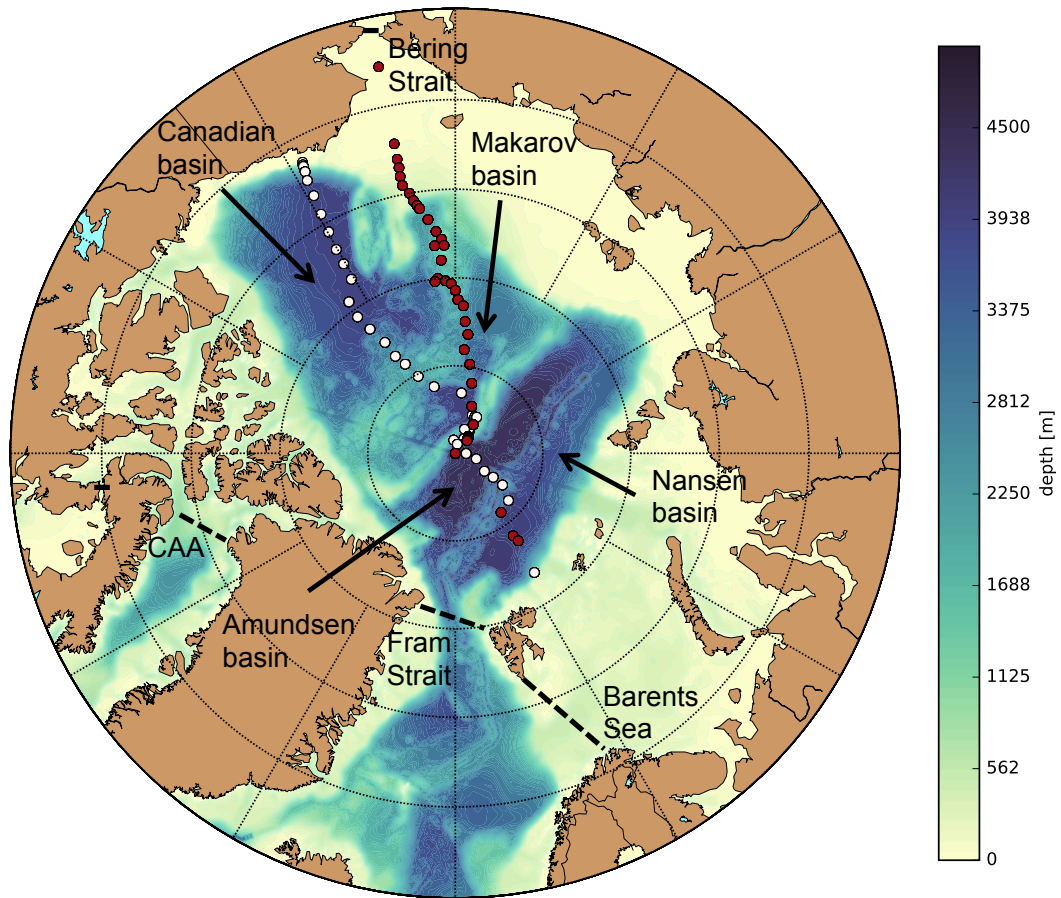 Bering
Strait
Canadian
basin
Makarov
basin
Nansen
basin
CAA
Amundsen
basin
Fram
Strait
Barents
Sea
4500
3938
3375
2812
2250
1688
1125
562
0
depth [m]